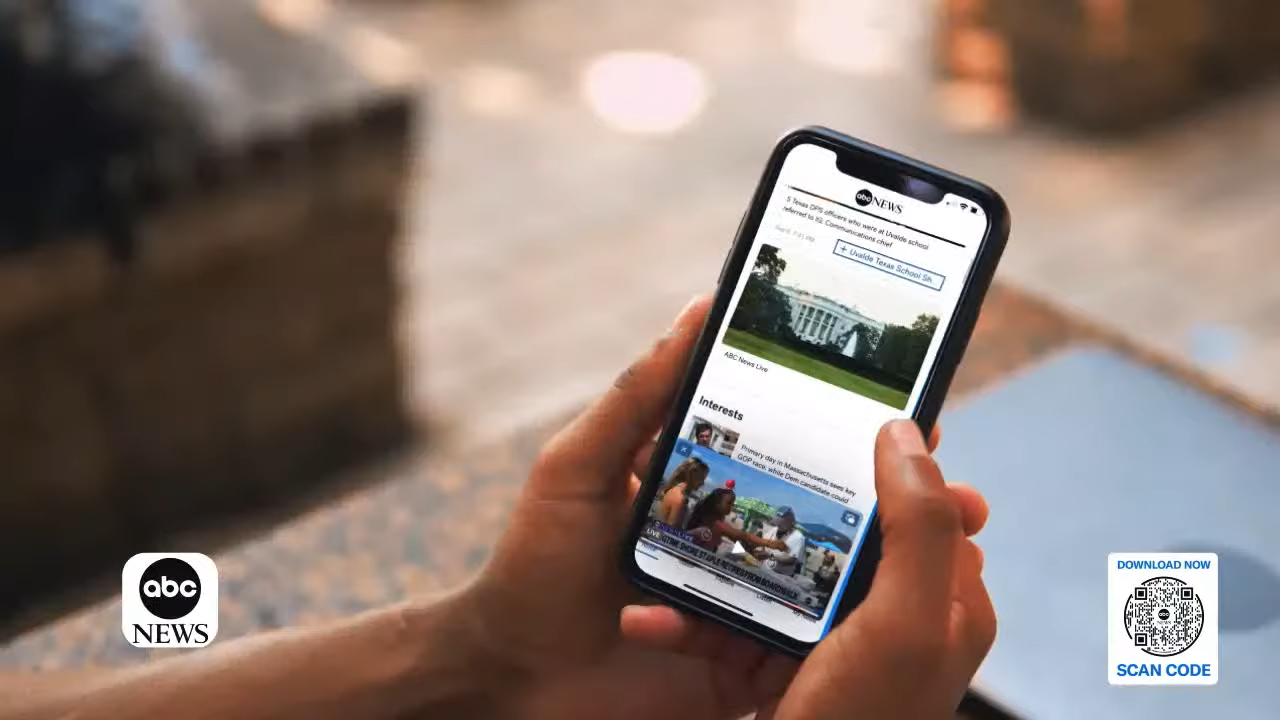 abc NEWS
5 Texas DPS officers who were at Uvalde school
referred to IG: Communications chief
+ Uvalde Texas School Sh...
ABC News Live
Interests
Primary day in Massachusetts sees key
GOP race, while Dem candidate could
LIVE
abc
NEWS
DOWNLOAD NOW
SCAN CODE